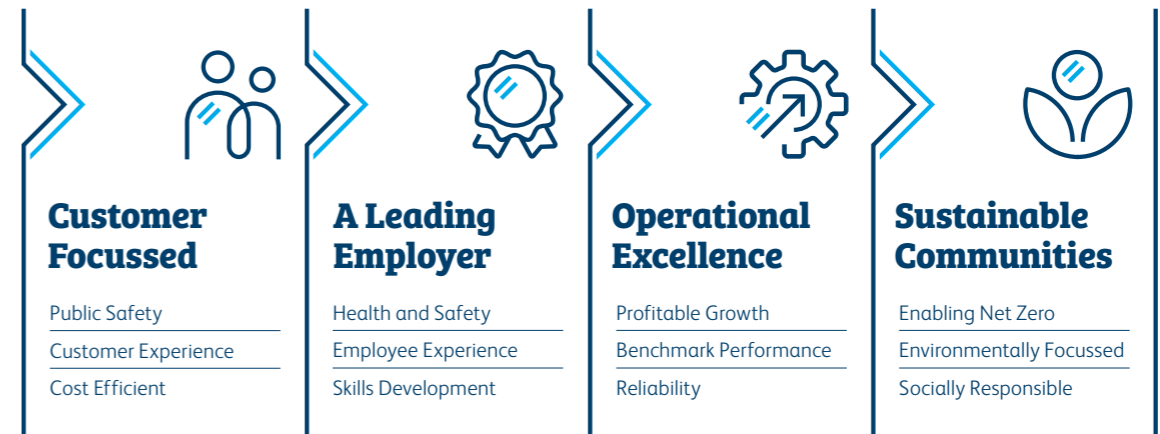 Customer
Focussed
Public Safety
Customer Experience
Cost Efficient
A Leading
Employer
Health and Safety
Employee Experience
Skills Development
Operational
Excellence
Profitable Growth
Benchmark Performance
Reliability
Sustainable
Communities
Enabling Net Zero
Environmentally Focussed
Socially Responsible